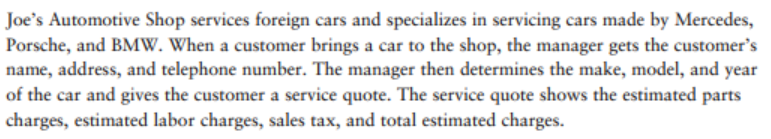 Joe’s Automotive Shop services foreign cars and specializes in servicing cars made by Mercedes,
Porsche, and BMW. When a customer brings a car to the shop, the manager gets the customer’s
name, address, and telephone number. The manager then determines the make, model, and year
of the car and gives the customer a service quote. The service quote shows the estimated parts
charges, estimated labor charges, sales tax, and total estimated charges.